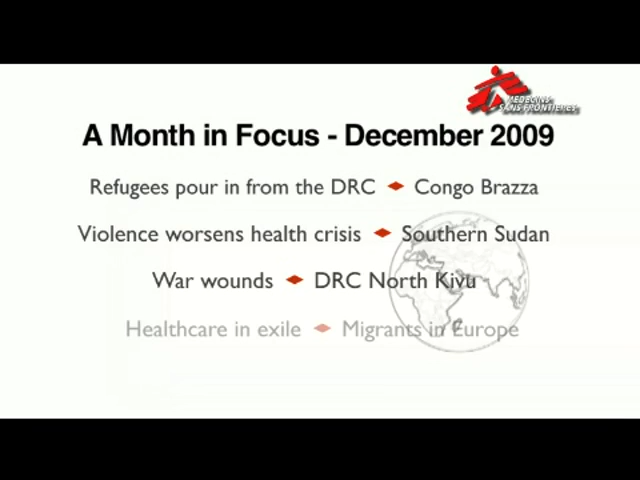 MEDECINS
SANS FRONTIERES
A Month in Focus - December 2009
Refugees pour in from the DRC Congo Brazza
Violence worsens health crisis Southern Sudan
War wounds DRC North Kivu
Healthcare in exile Migrants in Europe